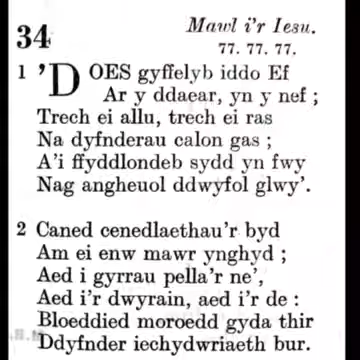 34
Mawl i'r Iesu.
77. 77. 77.
1 'DOES gyffelyb iddo Ef
Ar y ddaear, yn y nef ;
Trech ei allu, trech ei ras
Na dyfnderau calon gas ;
A'i ffyddlondeb sydd yn fwy
Nag angheuol ddwyfol glwy'.
2 Caned cenedlaethau'r byd
Am ei enw mawr ynghyd ;
Aed i gyrrau pella'r ne',
Aed i'r dwyrain, aed i'r de :
Bloeddied moroedd gyda thir
Ddyfnder iechydwriaeth bur.